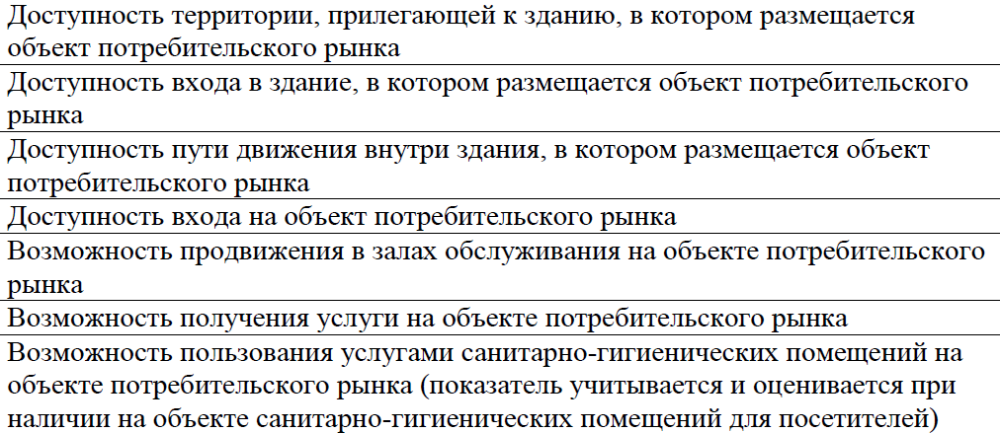 Доступность территории, прилегающей к зданию, в котором размещается
объект потребительского рынка
Доступность входа в здание, в котором размещается объект потребительского
рынка
Доступность пути движения внутри здания, в котором размещается объект
потребительского рынка
Доступность входа на объект потребительского рынка
Возможность продвижения в залах обслуживания на объекте потребительского
рынка
Возможность получения услуги на объекте потребительского рынка
Возможность пользования услугами санитарно-гигиенических помещений на
объекте потребительского рынка (показатель учитывается и оценивается при
наличии на объекте санитарно-гигиенических помещений для посетителей)